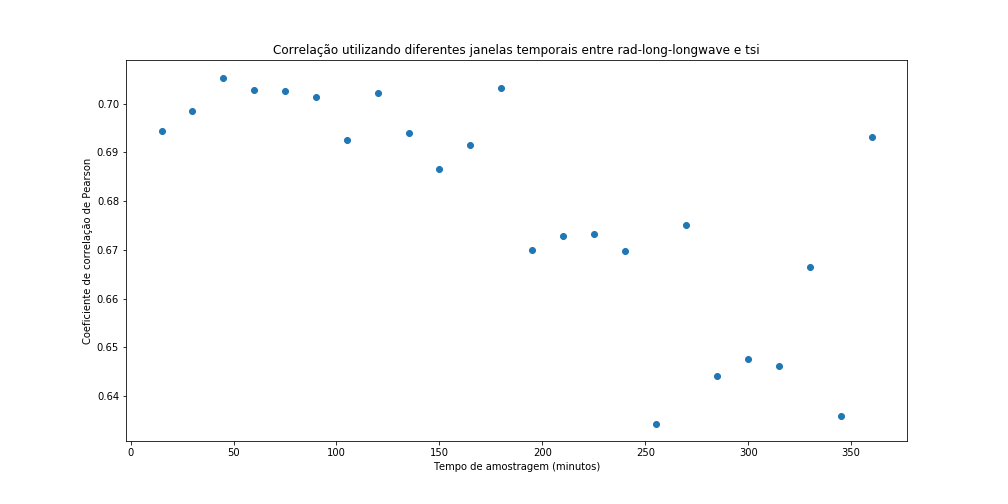 Correlação utilizando diferentes janelas temporais entre rad-long-longwave e tsi
Coeficiente de correlação de Pearson
0.70
0.69
0.68
0.67
0.66
0.65
0.64
0 50 100 150 200 250 300 350
Tempo de amostragem (minutos)